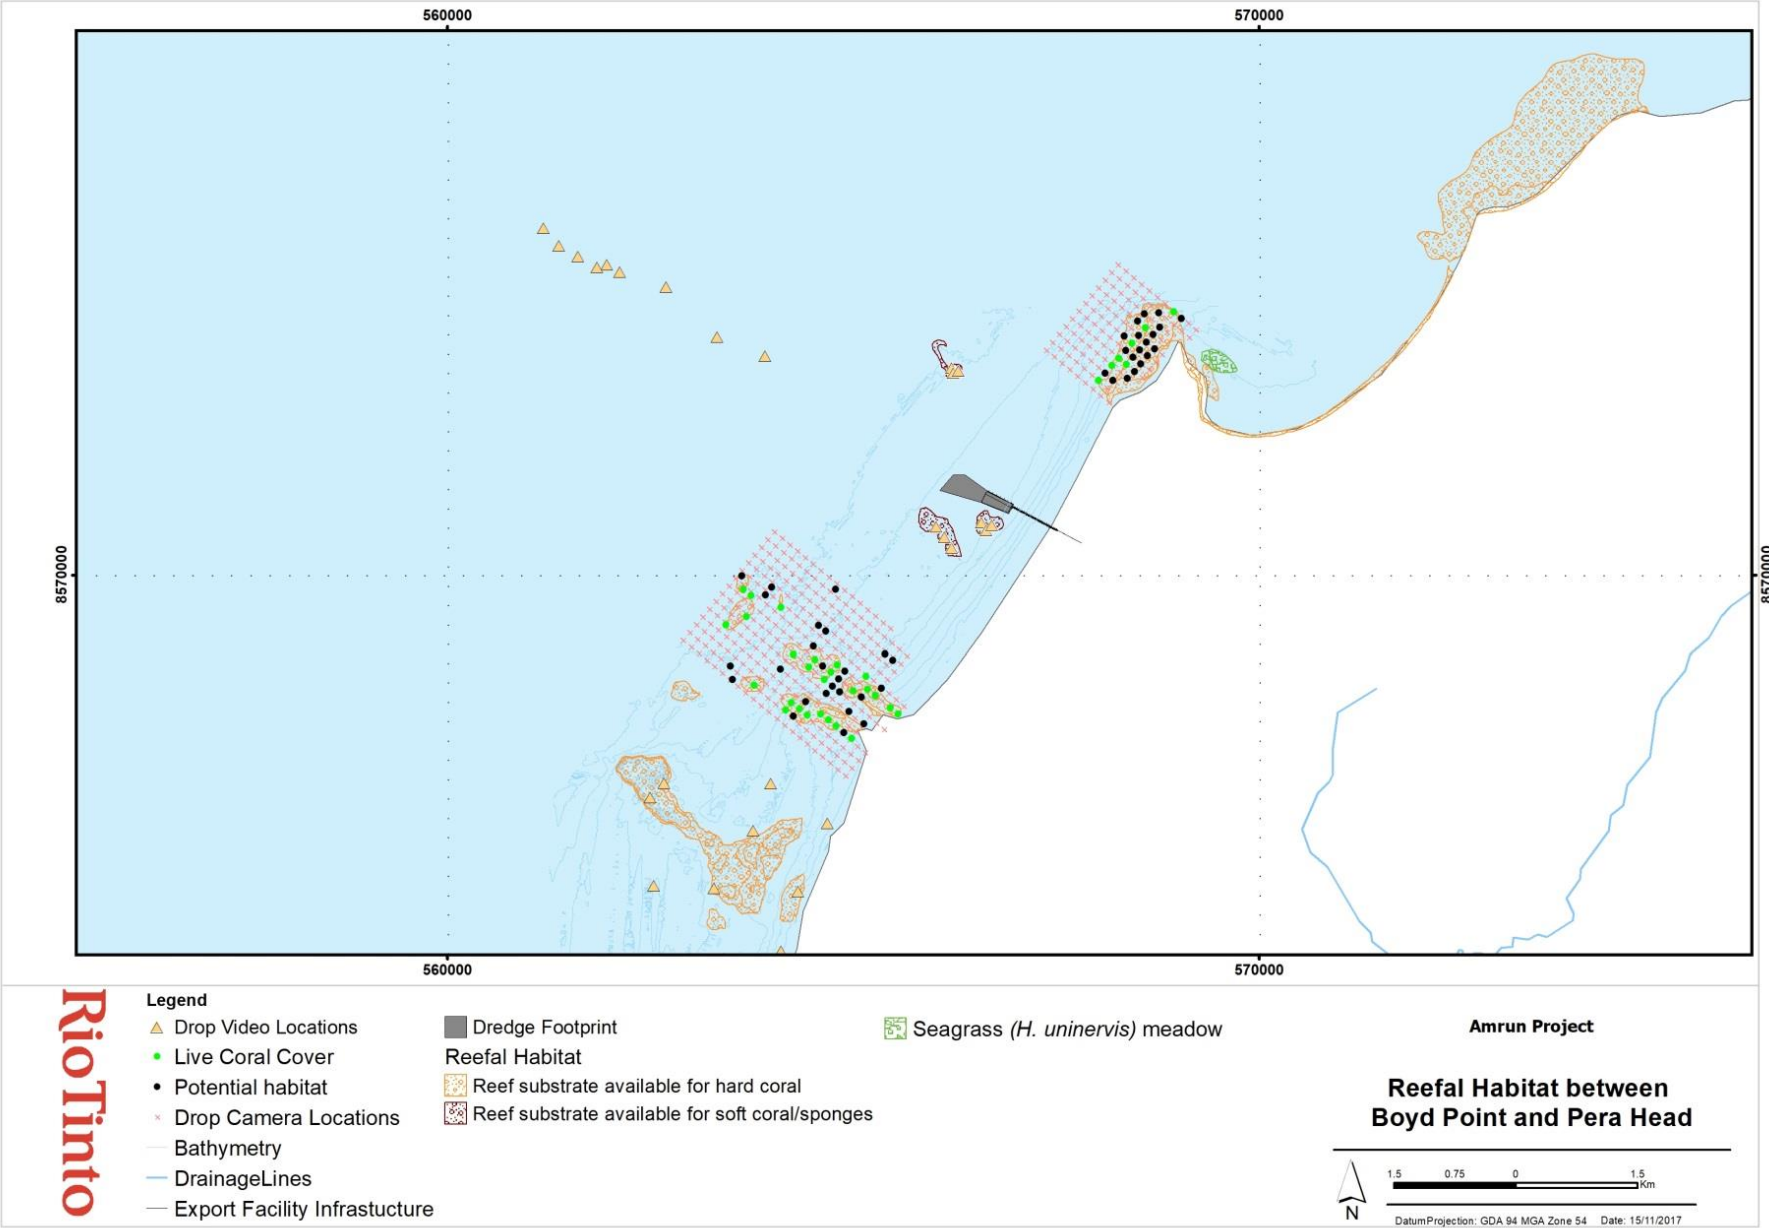 560000
570000
8570000
8570000
560000
570000
RioTinto
Legend
Drop Video Locations
Live Coral Cover
Potential habitat
Drop Camera Locations
Bathymetry
DrainageLines
Export Facility Infrastucture
Dredge Footprint
Reefal Habitat
Reef substrate available for hard coral
Reef substrate available for soft coral/sponges
Seagrass (H. uninervis) meadow
Amrun Project
Reefal Habitat between
Boyd Point and Pera Head
1.5 0.75 0 1.5
Km
N
DatumProjection: GDA 94 MGA Zone 54 Date: 15/11/2017